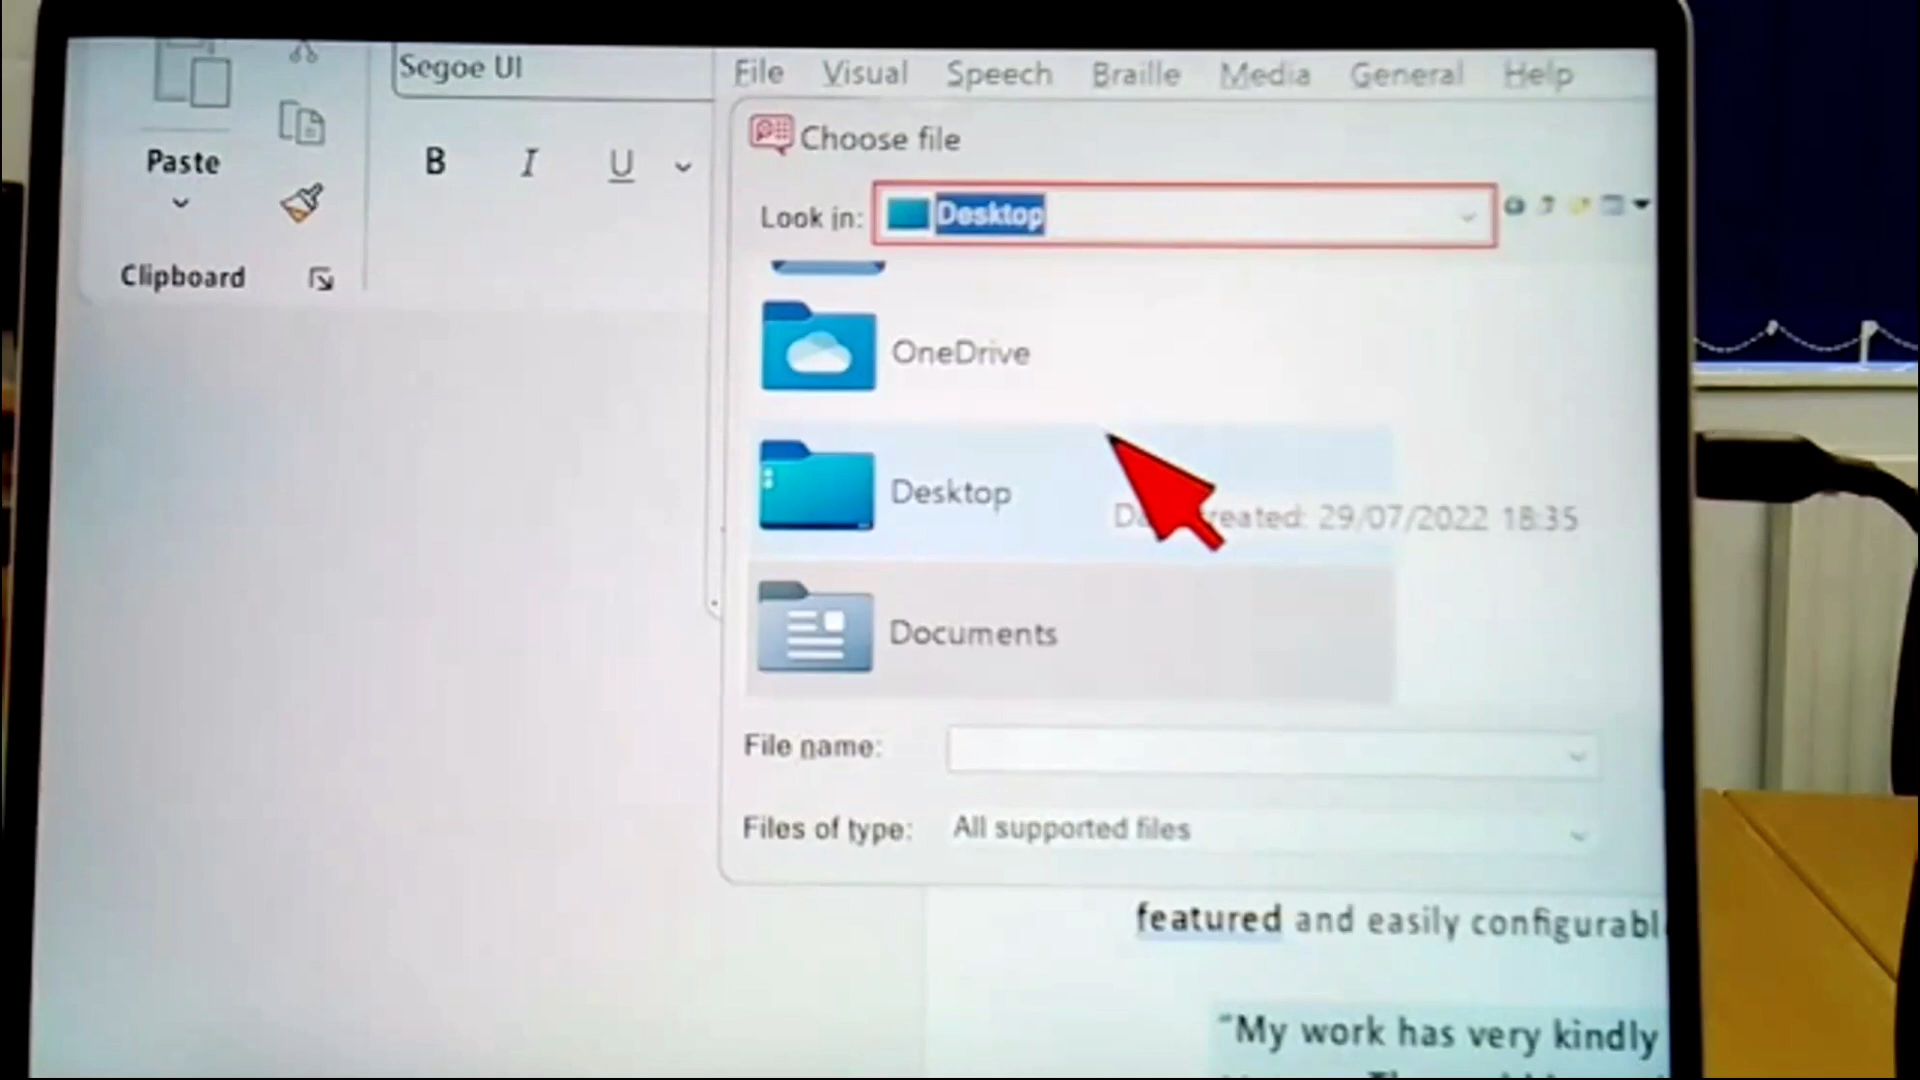 Segoe UI
File Visual Speech Braille Media General Help
Choose file
Paste
B I U
Look in: Desktop
Clipboard
OneDrive
Desktop
created: 29/07/2022 18:35
Documents
File name:
Files of type: All supported files
featured and easily
"My work has very kindly